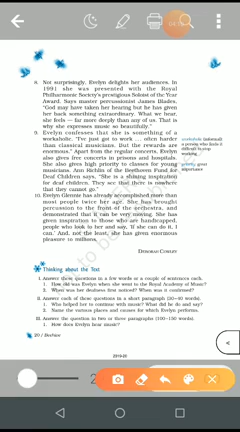 8. Not surprisingly, Evelyn delights her audiences. In
1991 she was presented with the Royal
Philharmonic Society's prestigious Soloist of the Year
Award. Says master percussionist James Blades,
"God may have taken her hearing but he has given
her back something extraordinary. What we hear,
she feels — far more deeply than any of us. That is
why she expresses music so beautifully."
9. Evelyn confesses that she is something of a
workaholic. "I've just got to work . . . often harder
than classical musicians. But the rewards are
enormous." Apart from the regular concerts, Evelyn
also gives free concerts in prisons and hospitals.
She also gives high priority to classes for young
musicians. Ann Richlin of the Beethoven Fund for
Deaf Children says, "She is a shining inspiration
for deaf children. They see that there is nowhere
that they cannot go."
workaholic (informal):
a person who finds it
difficult to stop
working
priority: great
importance
10. Evelyn Glennie has already accomplished more than
most people twice her age. She has brought
percussion to the front of the orchestra, and
demonstrated that it can be very moving. She has
given inspiration to those who are handicapped,
people who look to her and say, 'If she can do it, I
can.' And, not the least, she has given enormous
pleasure to millions.
DEBORAH COWLEY
Thinking about the Text
I. Answer these questions in a few words or a couple of sentences each.
1. How old was Evelyn when she went to the Royal Academy of Music?
2. When was her deafness first noticed? When was it confirmed?
II. Answer each of these questions in a short paragraph (30–40 words).
1. Who helped her to continue with music? What did he do and say?
2. Name the various places and causes for which Evelyn performs.
III. Answer the question in two or three paragraphs (100–150 words).
1. How does Evelyn hear music?
20 / Beehive
2019-20